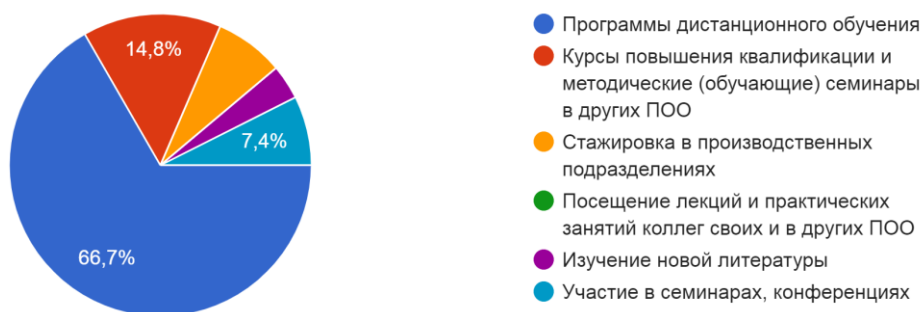 14,8%
7,4%
66,7%
Программы дистанционного обучения
Курсы повышения квалификации и
методические (обучающие) семинары
в других ПОО
Стажировка в производственных
подразделениях
Посещение лекций и практических
занятий коллег своих и в других ПОО
Изучение новой литературы
Участие в семинарах, конференциях